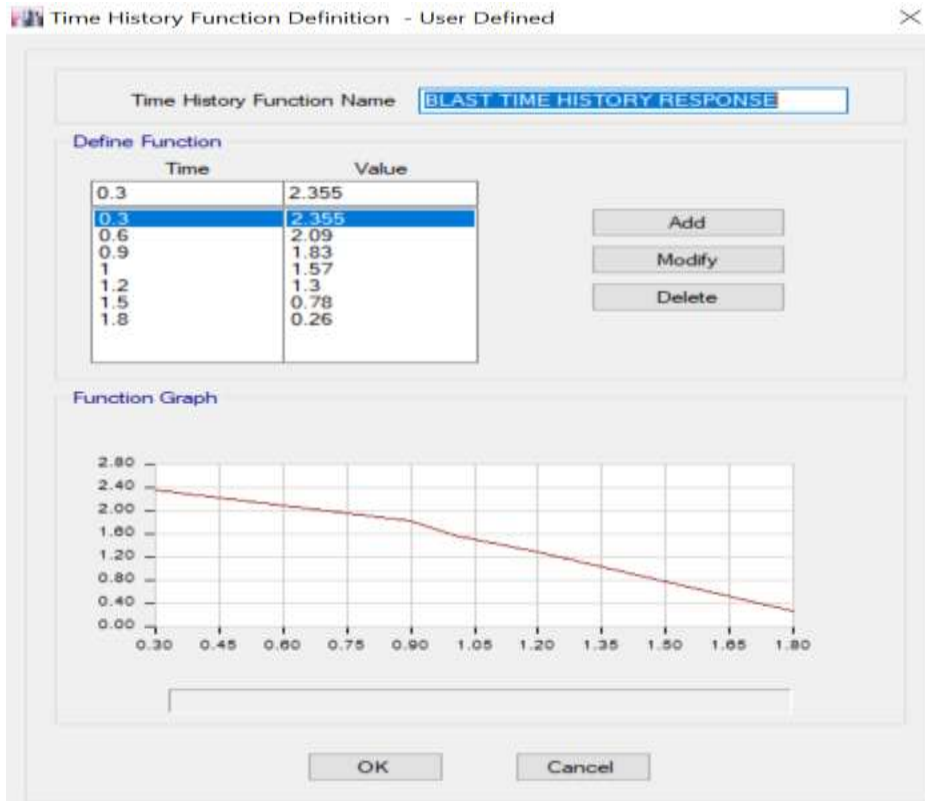 Time History Function Definition - User Defined
Time History Function Name BLAST TIME HISTORY RESPONSE
Define Function
Time Value
0.3 2.355
0.3 2.355
0.6 2.09
0.9 1.83
1 1.57
1.2 1.3
1.5 0.78
1.8 0.26
Add
Modify
Delete
Function Graph
2.80
2.40
2.00
1.60
1.20
0.80
0.40
0.00
0.30 0.45 0.60 0.75 0.90 1.05 1.20 1.35 1.50 1.65 1.80
OK Cancel